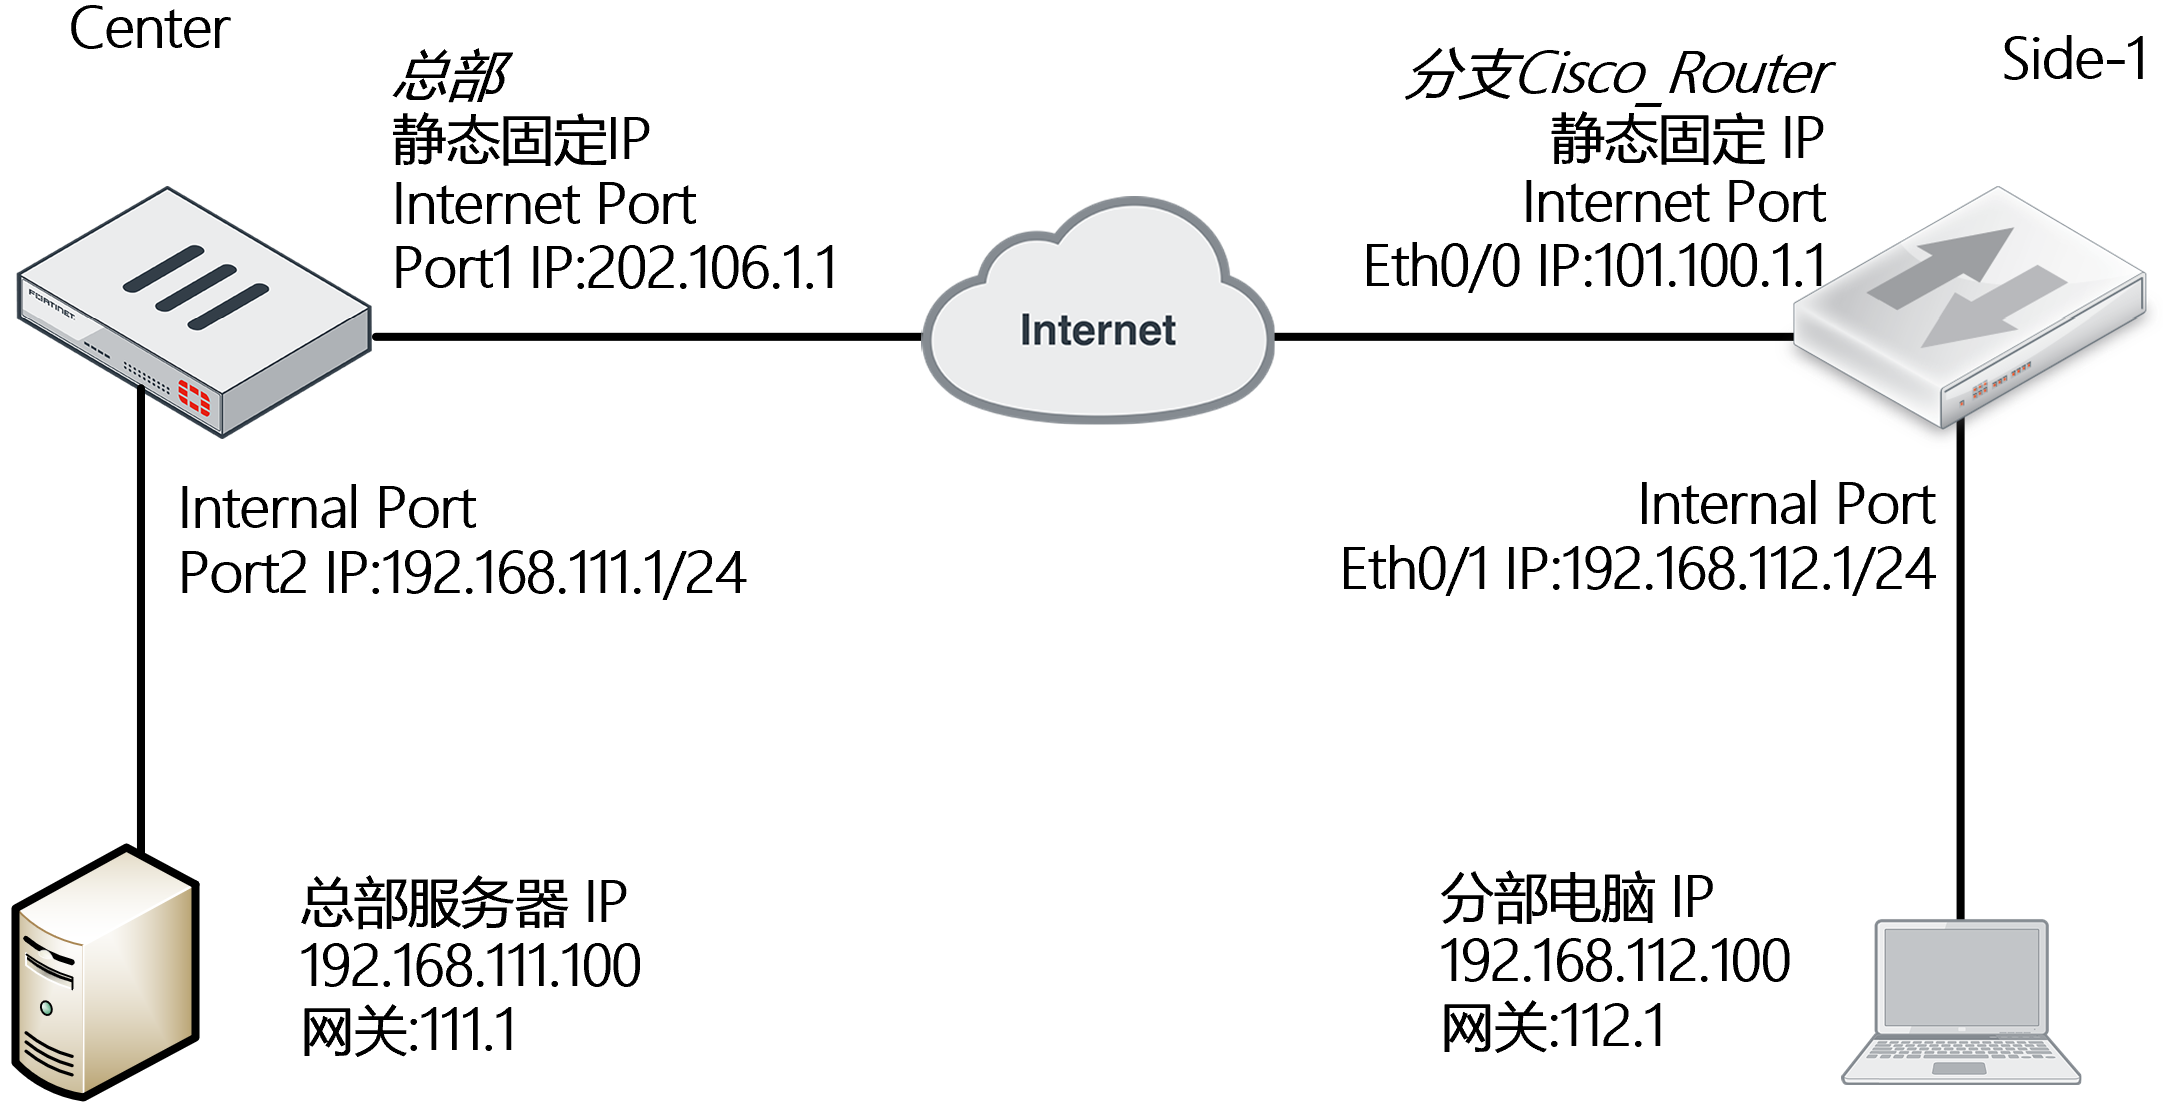 Center
总部
静态固定IP
Internet Port
Port1 IP:202.106.1.1
分支Cisco_Router
静态固定 IP
Internet Port
Eth0/0 IP:101.100.1.1
Side-1
FORTINET
Internet
Internal Port
Port2 IP:192.168.111.1/24
Internal Port
Eth0/1 IP:192.168.112.1/24
总部服务器 IP
192.168.111.100
网关:111.1
分部电脑 IP
192.168.112.100
网关:112.1